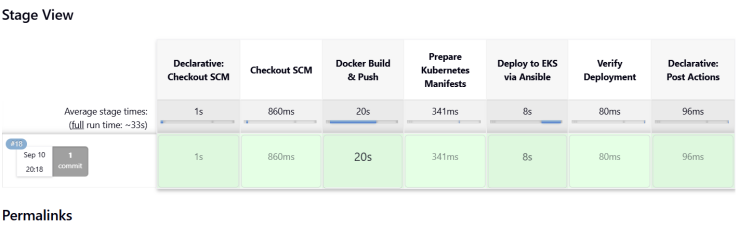 Stage View
Declarative: Checkout SCM
Checkout SCM
Docker Build & Push
Prepare Kubernetes Manifests
Deploy to EKS via Ansible
Verify Deployment
Declarative: Post Actions
Average stage times:
(full run time: ~33s)
1s
860ms
20s
341ms
8s
80ms
96ms
#18
Sep 10
20:18
1
commit
1s
860ms
20s
341ms
8s
80ms
96ms
Permalinks